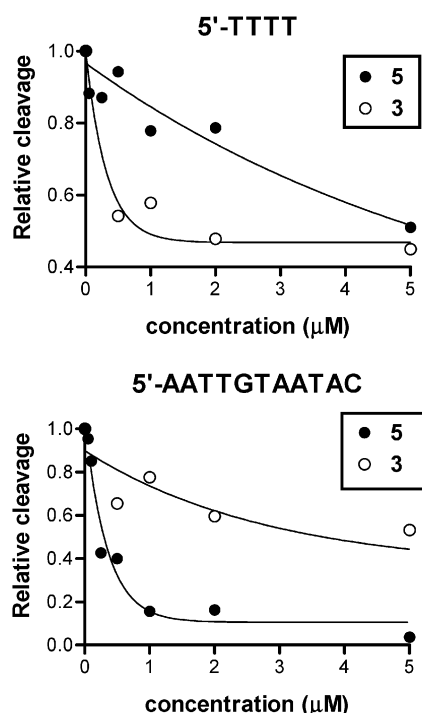 5'-TTTT
1.0
0.8
0.6
0.4
Relative cleavage
5
3
0 1 2 3 4 5
concentration (μM)
5'-AATTGTAATAC
1.0
0.8
0.6
0.4
0.2
0.0
Relative cleavage
5
3
0 1 2 3 4 5
concentration (μM)